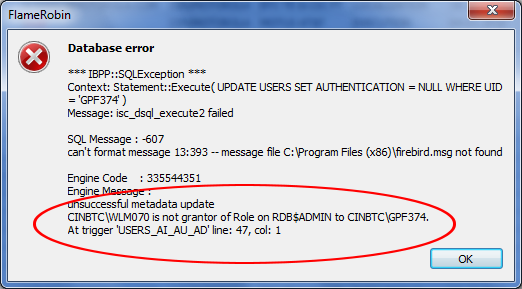 FlameRobin
Database error
*** IBPP::SQLException ***
Context: Statement::Execute( UPDATE USERS SET AUTHENTICATION = NULL WHERE UID
= 'GPF374' )
Message: isc_dsql_execute2 failed
SQL Message : -607
can't format message 13:393 -- message file C:\Program Files (x86)\firebird.msg not found
Engine Code : 335544351
Engine Message :
unsuccessful metadata update
CINBTC\WLM070 is not grantor of Role on RDB$ADMIN to CINBTC\GPF374.
At trigger 'USERS_AI_AU_AD' line: 47, col: 1
OK